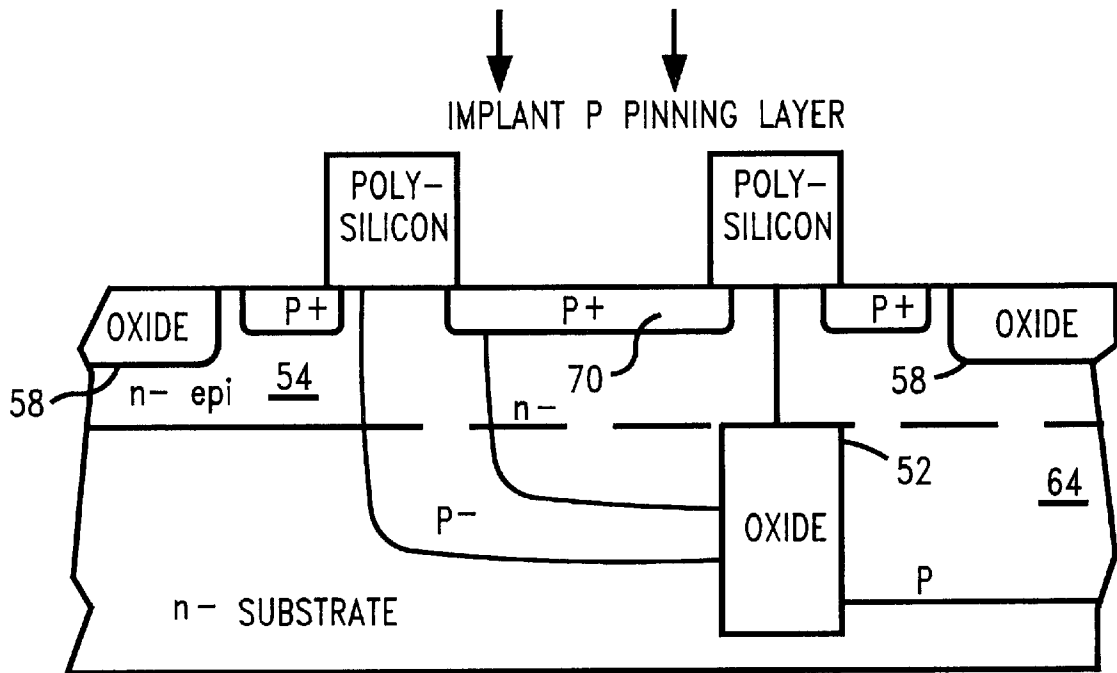 IMPLANT P PINNING LAYER
POLY-
SILICON
POLY-
SILICON
OXIDE
P+
P+
P+
OXIDE
58
n- epi
54
70
58
n-
52
64
P-
OXIDE
P
n- SUBSTRATE